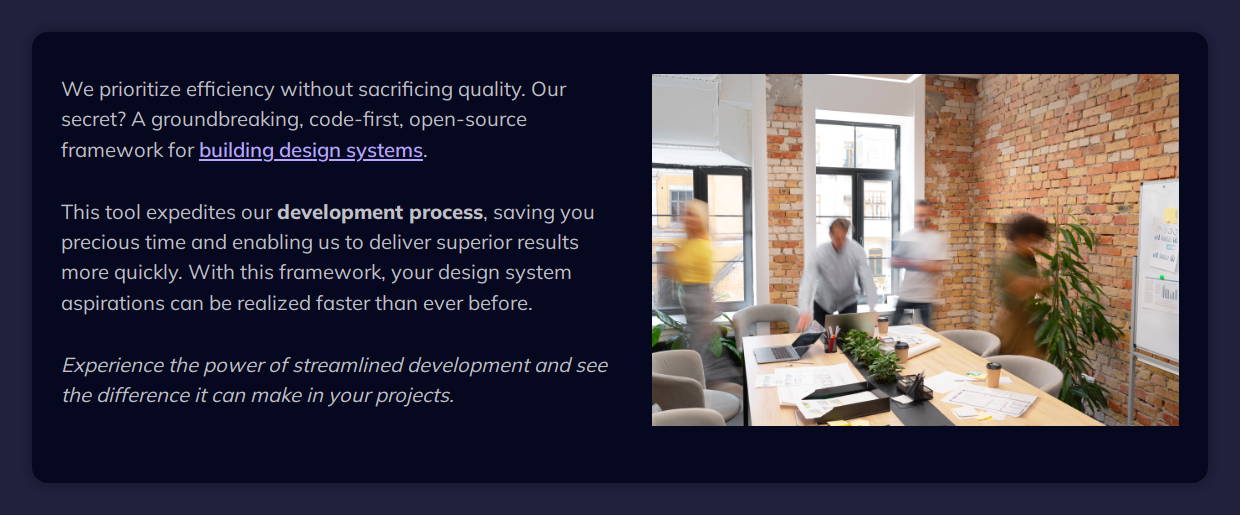 We prioritize efficiency without sacrificing quality. Our
secret? A groundbreaking, code-first, open-source
framework for building design systems.
This tool expedites our development process, saving you
precious time and enabling us to deliver superior results
more quickly. With this framework, your design system
aspirations can be realized faster than ever before.
Experience the power of streamlined development and see
the difference it can make in your projects.